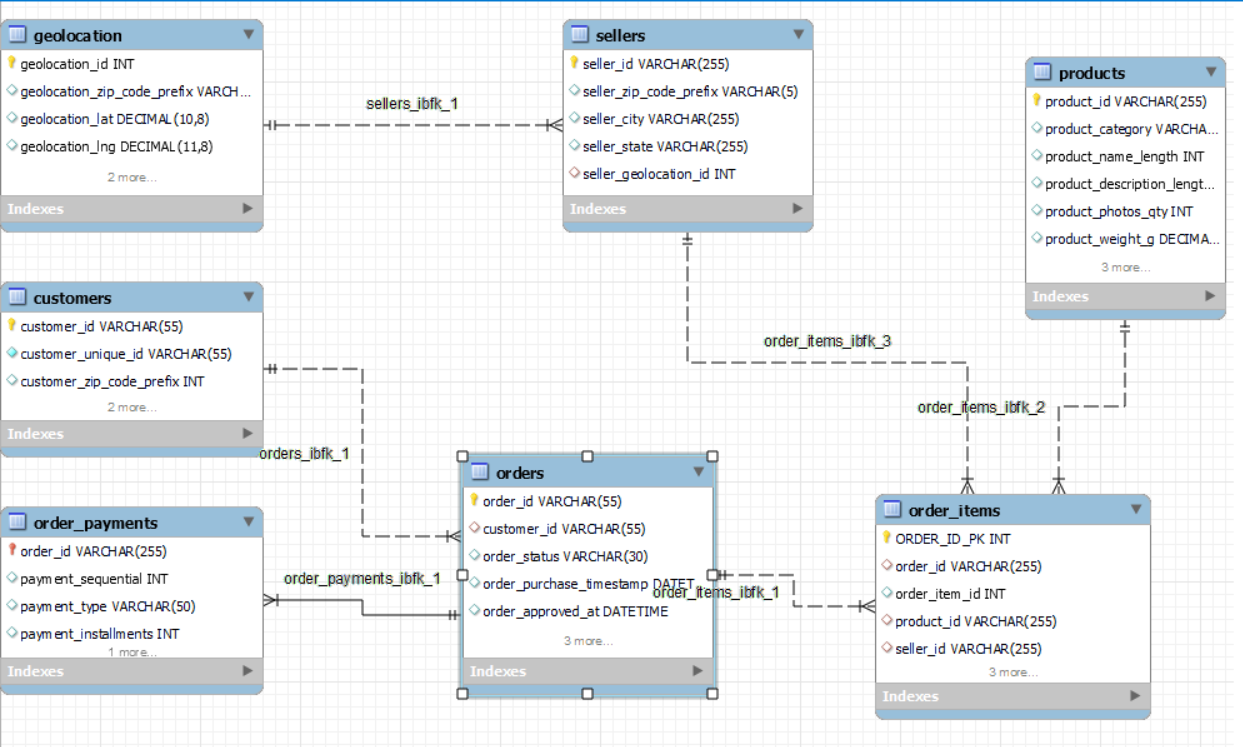 geolocation
geolocation_id INT
geolocation_zip_code_prefix VARCH...
geolocation_lat DECIMAL(10,8)
geolocation_lng DECIMAL(11,8)
2 more...
Indexes
sellers_ibfk_1
sellers
seller_id VARCHAR(255)
seller_zip_code_prefix VARCHAR(5)
seller_city VARCHAR(255)
seller_state VARCHAR(255)
seller_geolocation_id INT
Indexes
products
product_id VARCHAR(255)
product_category VARCHA...
product_name_length INT
product_description_lengt...
product_photos_qty INT
product_weight_g DECIMA...
3 more...
Indexes
customers
customer_id VARCHAR(55)
customer_unique_id VARCHAR(55)
customer_zip_code_prefix INT
2 more...
Indexes
order_items_ibfk_3
order_items_ibfk_2
orders_ibfk_1
order_payments
order_id VARCHAR(255)
payment_sequential INT
payment_type VARCHAR(50)
payment_installments INT
1 more...
Indexes
order_payments_ibfk_1
orders
order_id VARCHAR(55)
customer_id VARCHAR(55)
order_status VARCHAR(30)
order_purchase_timestamp DATET
order_approved_at DATETIME
3 more...
Indexes
order_items_ibfk_1
order_items
ORDER_ID_PK INT
order_id VARCHAR(255)
order_item_id INT
product_id VARCHAR(255)
seller_id VARCHAR(255)
3 more...
Indexes